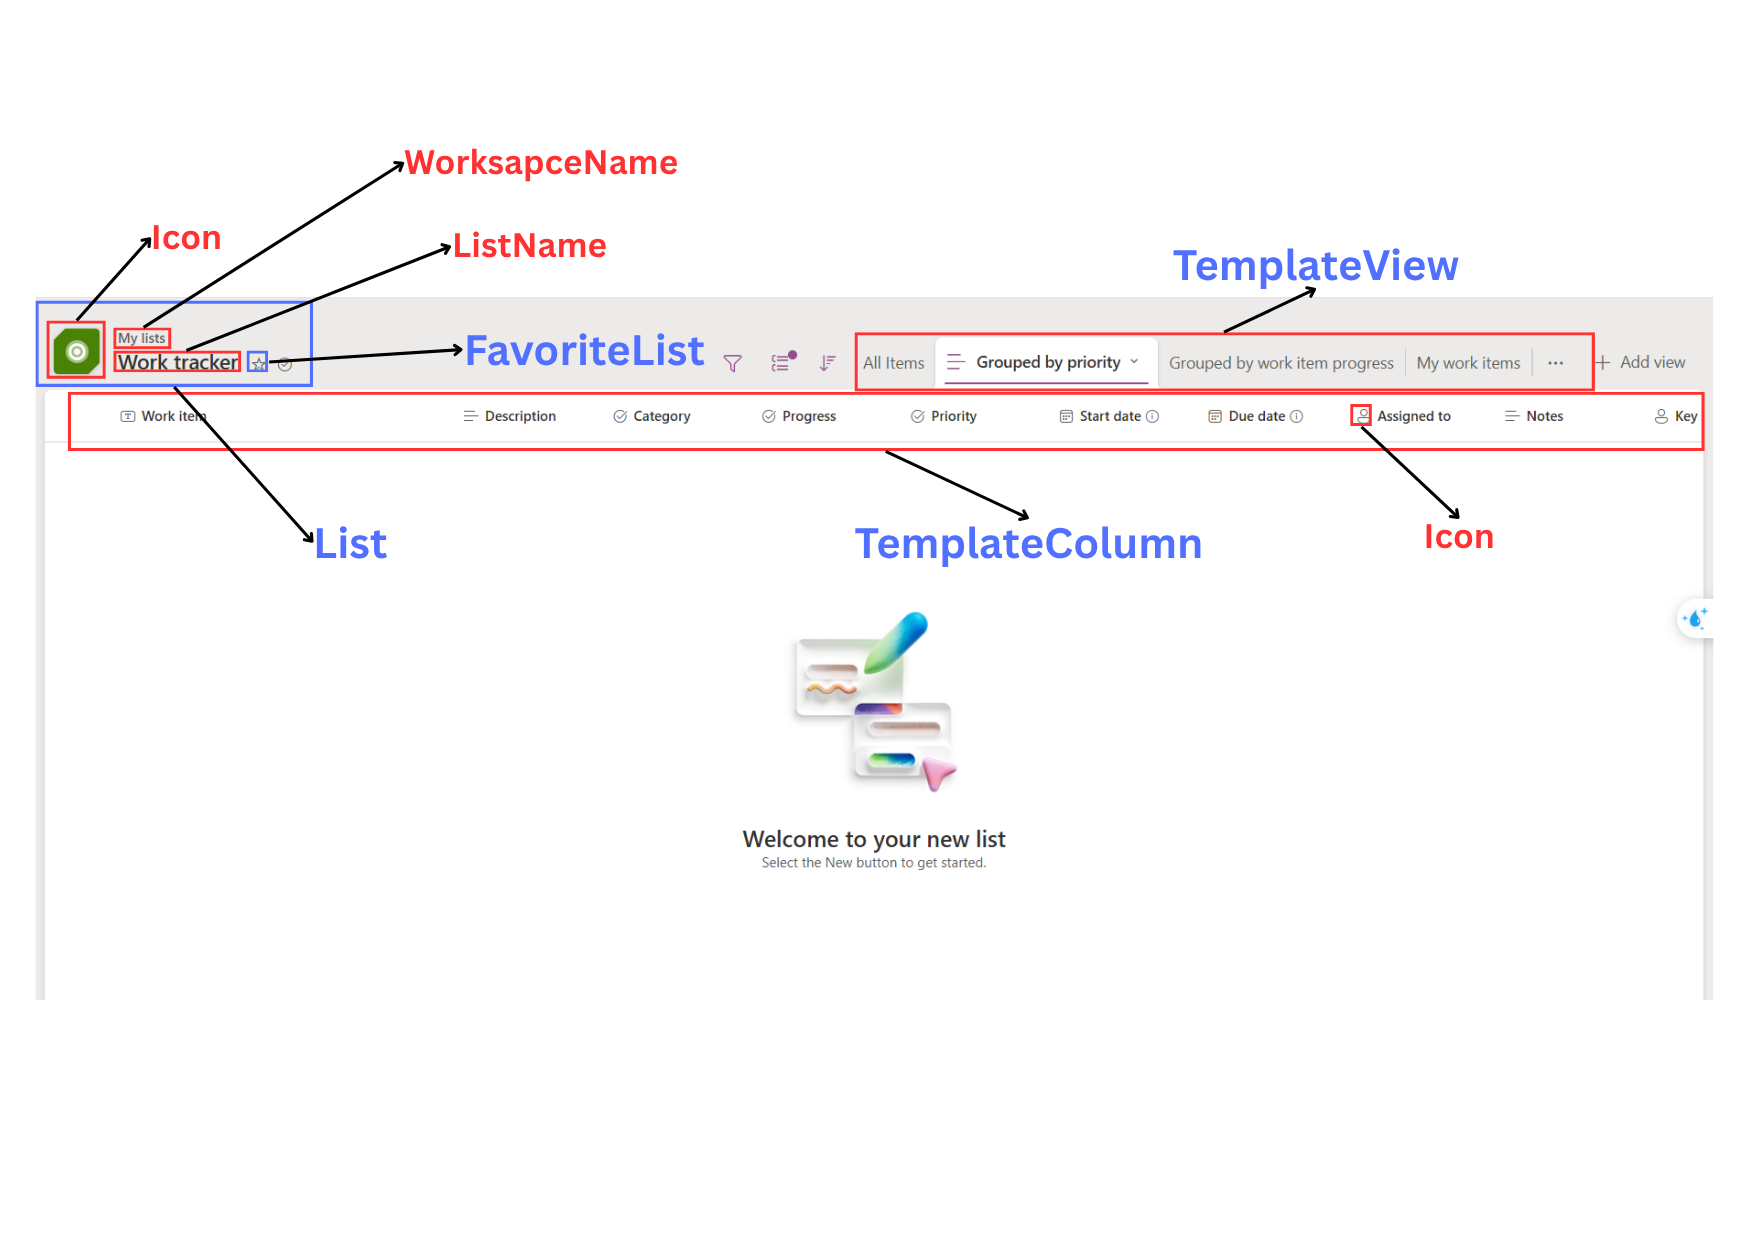 WorksapceName
Icon
ListName
TemplateView
My lists
Work tracker
FavoriteList
All Items
Grouped by priority
Grouped by work item progress
My work items
...
+ Add view
Work item
Description
Category
Progress
Priority
Start date
Due date
Assigned to
Notes
Key
List
TemplateColumn
Icon
Welcome to your new list
Select the New button to get started.